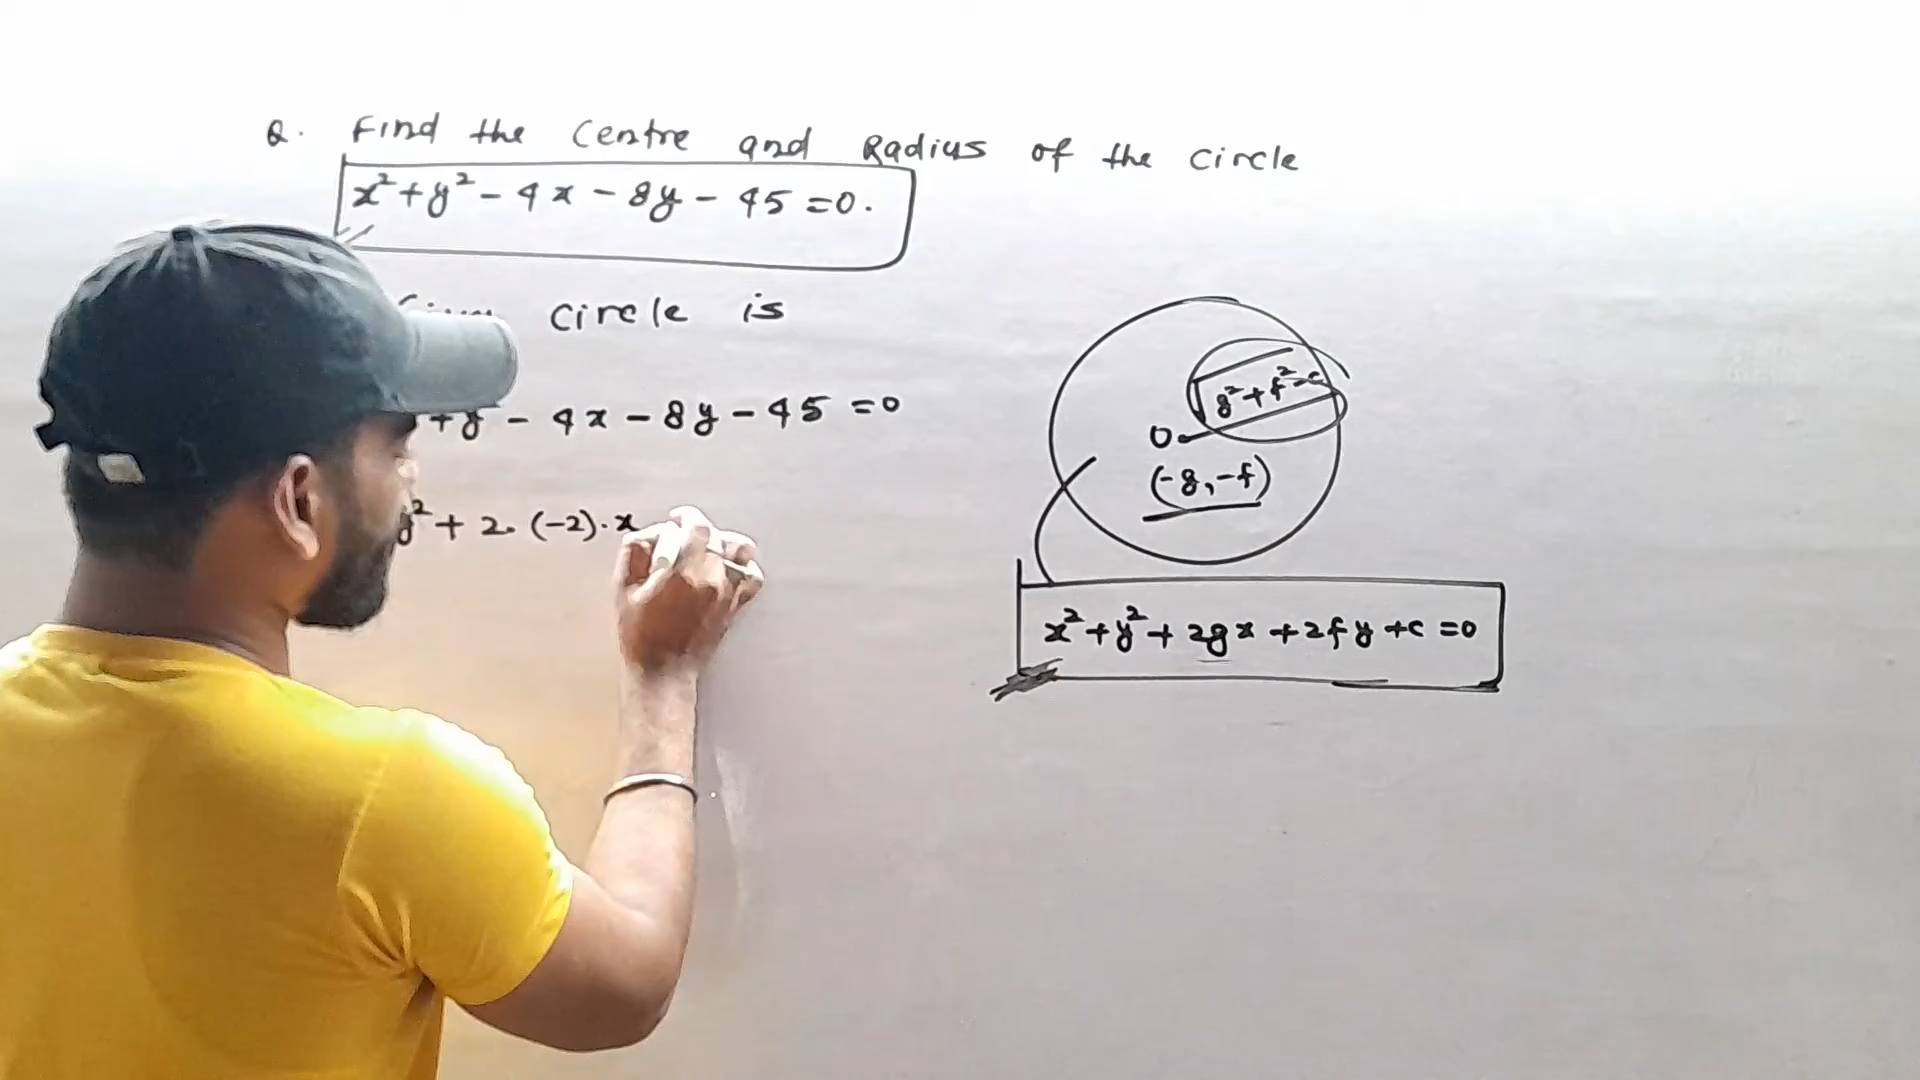 Q. Find the Centre and Radius of the circle
x² + y² - 4x - 8y - 45 = 0.
circle is
+ y - 4x - 8y - 45 = 0
y² + 2. (-2). x
√g² + f² - c
O
(-g, -f)
x² + y² + 2gx + 2fy + c = 0